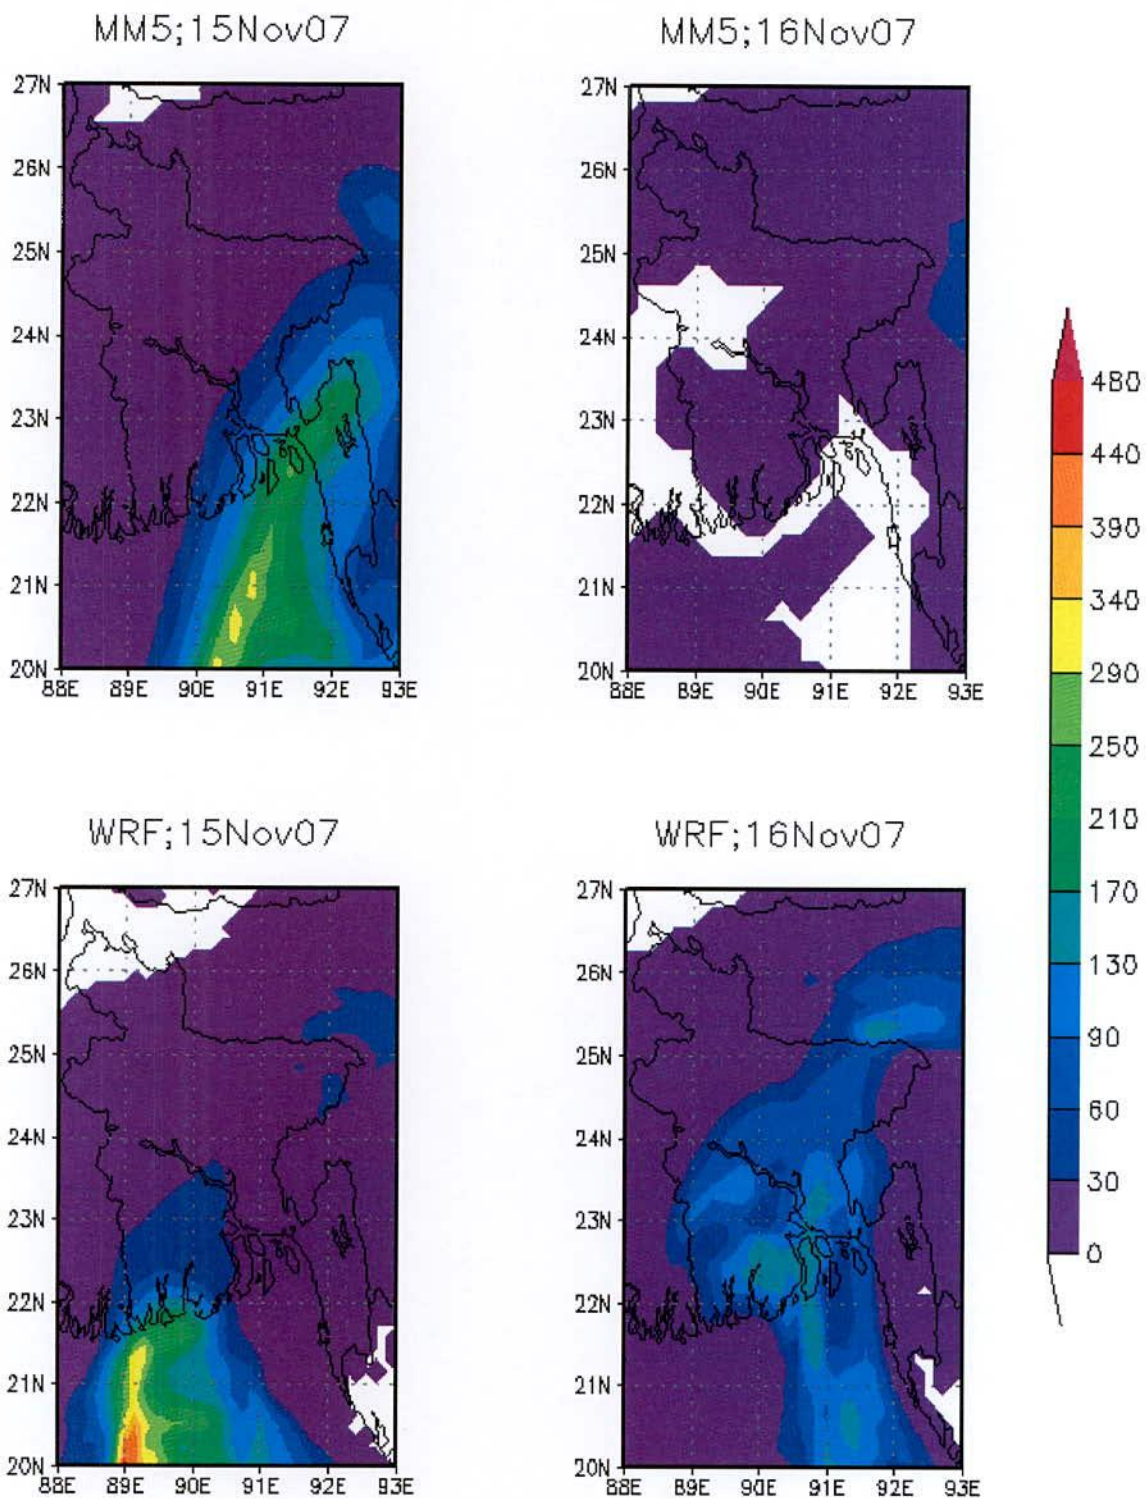 MM5;15Nov07
MM5;16Nov07
27N
26N
25N
24N
23N
22N
21N
20N
88E 89E 90E 91E 92E 93E
27N
26N
25N
24N
23N
22N
21N
20N
88E 89E 90E 91E 92E 93E
WRF;15Nov07
WRF;16Nov07
27N
26N
25N
24N
23N
22N
21N
20N
88E 89E 90E 91E 92E 93E
27N
26N
25N
24N
23N
22N
21N
20N
88E 89E 90E 91E 92E 93E
480
440
390
340
290
250
210
170
130
90
60
30
0